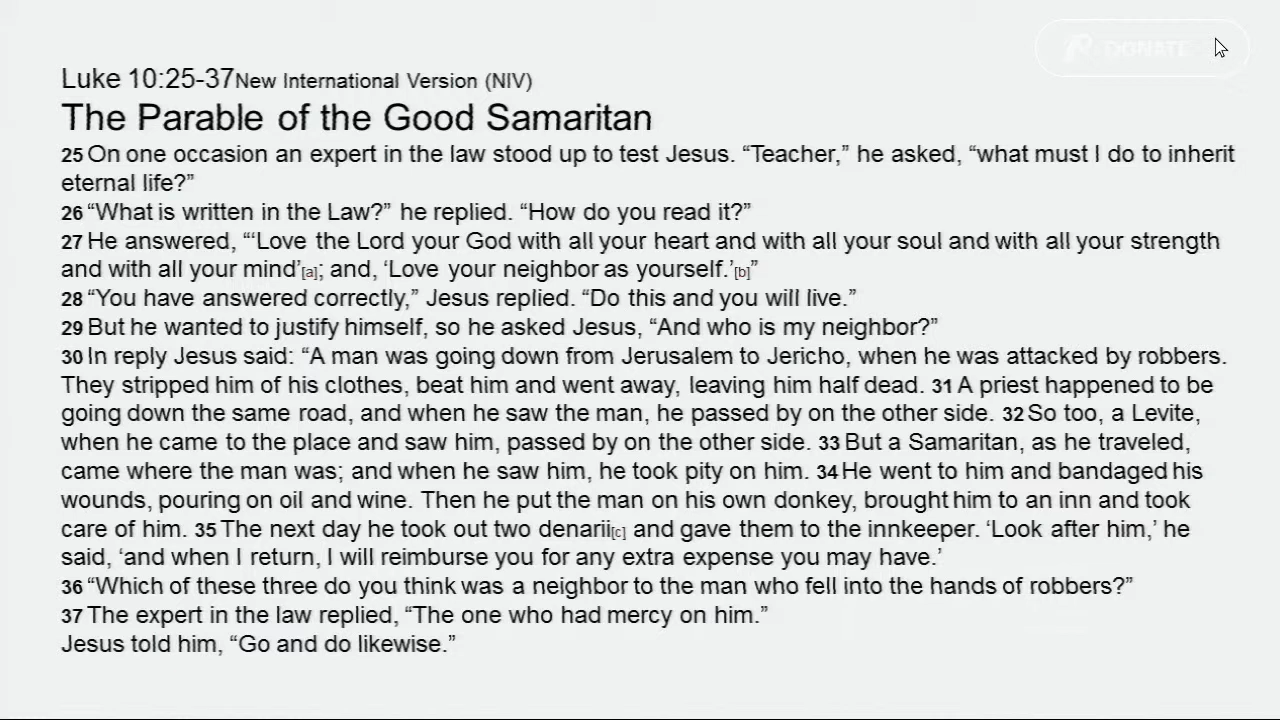 DONATE
Luke 10:25-37New International Version (NIV)
The Parable of the Good Samaritan
25 On one occasion an expert in the law stood up to test Jesus. “Teacher,” he asked, “what must I do to inherit
eternal life?”
26 “What is written in the Law?” he replied. “How do you read it?”
27 He answered, “‘Love the Lord your God with all your heart and with all your soul and with all your strength
and with all your mind’[a]; and, ‘Love your neighbor as yourself.’[b]”
28 “You have answered correctly,” Jesus replied. “Do this and you will live.”
29 But he wanted to justify himself, so he asked Jesus, “And who is my neighbor?”
30 In reply Jesus said: “A man was going down from Jerusalem to Jericho, when he was attacked by robbers.
They stripped him of his clothes, beat him and went away, leaving him half dead. 31 A priest happened to be
going down the same road, and when he saw the man, he passed by on the other side. 32 So too, a Levite,
when he came to the place and saw him, passed by on the other side. 33 But a Samaritan, as he traveled,
came where the man was; and when he saw him, he took pity on him. 34 He went to him and bandaged his
wounds, pouring on oil and wine. Then he put the man on his own donkey, brought him to an inn and took
care of him. 35 The next day he took out two denarii[c] and gave them to the innkeeper. ‘Look after him,’ he
said, ‘and when I return, I will reimburse you for any extra expense you may have.’
36 “Which of these three do you think was a neighbor to the man who fell into the hands of robbers?”
37 The expert in the law replied, “The one who had mercy on him.”
Jesus told him, “Go and do likewise.”